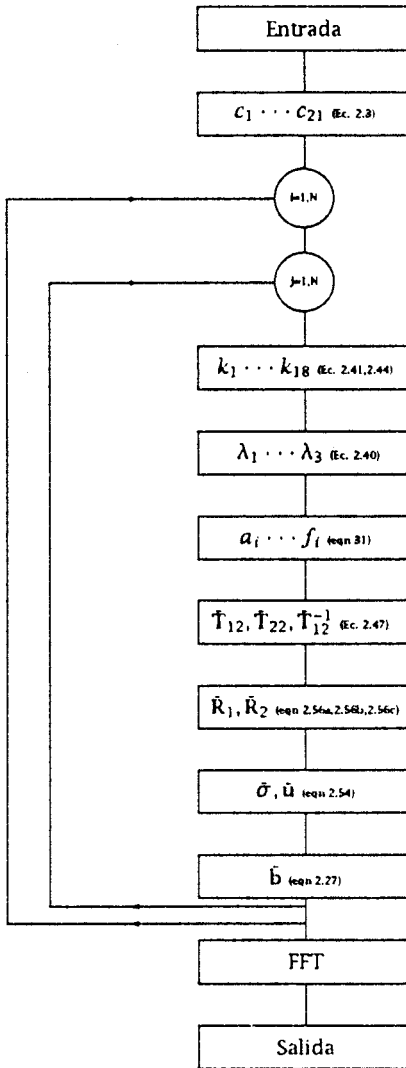 Entrada
c₁ ··· c₂₁ (Ec. 2.3)
i=1,N
j=1,N
k₁ ··· k₁₈ (Ec. 2.41,2.44)
λ₁ ··· λ₃ (Ec. 2.40)
aᵢ ··· fᵢ (eqn 31)
T̄₁₂, T̄₂₂, T̄₁₂⁻¹ (Ec. 2.47)
R̄₁, R̄₂ (eqn 2.56a,2.56b,2.56c)
σ̄, ū (eqn 2.54)
b̄ (eqn 2.27)
FFT
Salida